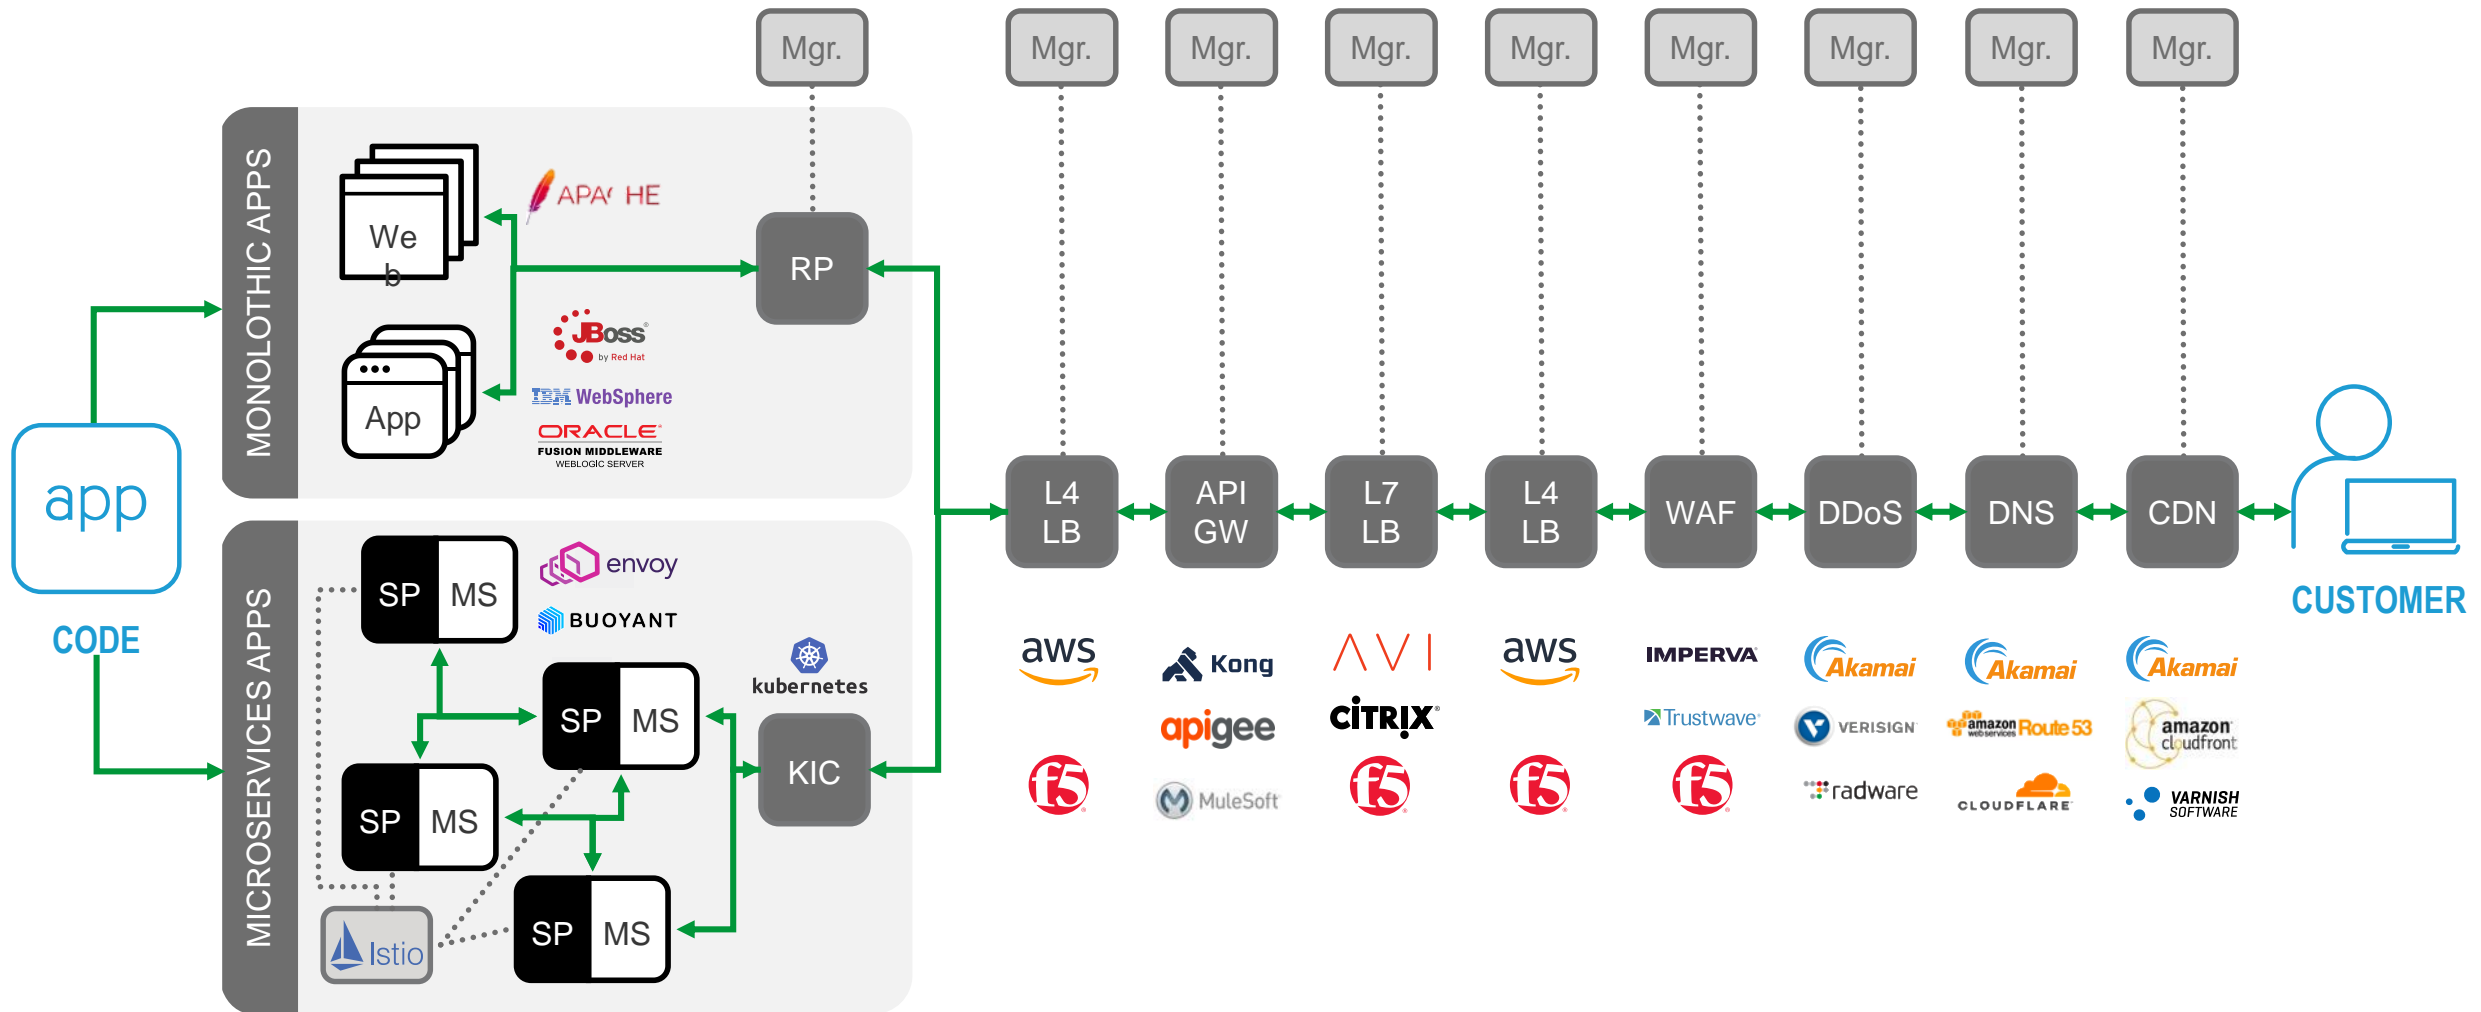 Mgr.
Mgr.
Mgr.
Mgr.
Mgr.
Mgr.
Mgr.
Mgr.
Mgr.
MONOLOTHIC APPS
We
b
APACHE
RP
JBoss®
by Red Hat
App
IBM WebSphere
ORACLE®
FUSION MIDDLEWARE
WEBLOGIC SERVER
app
CODE
MICROSERVICES APPS
SP MS
envoy
BUOYANT
kubernetes
SP MS
KIC
SP MS
SP MS
Istio
L4
LB
API
GW
L7
LB
L4
LB
WAF
DDoS
DNS
CDN
CUSTOMER
aws
f5®
Kong
apigee
MuleSoft
AVI
CİTRIX®
f5®
aws
f5®
IMPERVA
Trustwave®
f5®
Akamai
VERISIGN
radware
Akamai
amazon
webservices Route 53
CLOUDFLARE
Akamai
amazon
cloudfront
VARNISH
SOFTWARE